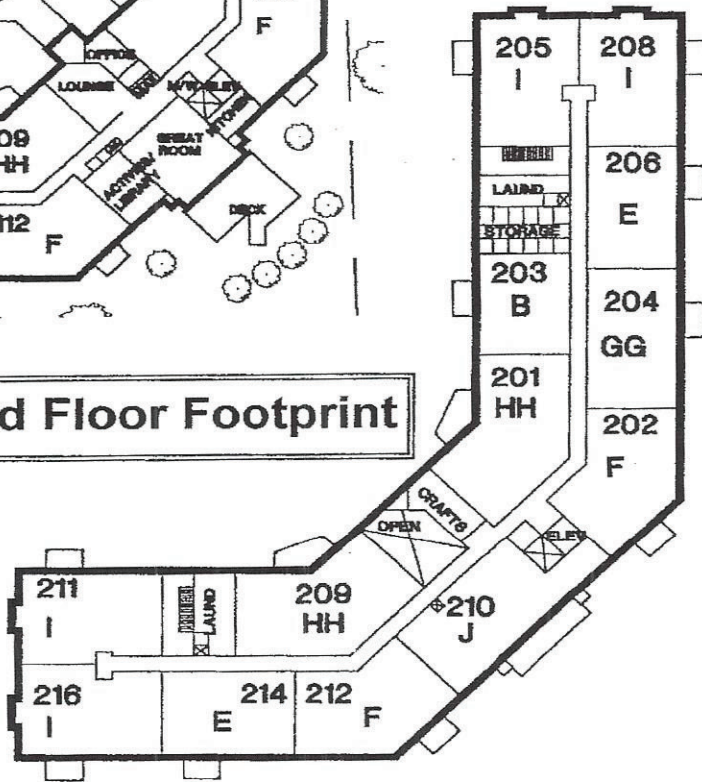 F
OFFICE
LOUNGE
GREAT
ROOM
KITCHEN
ACTIVITY/
LIBRARY
DECK
09
HH
112
F
d Floor Footprint
205
I
208
I
LAUND
STORAGE
206
E
203
B
204
GG
201
HH
202
F
CRAFTS
OPEN
ELEV
211
I
LAUND
209
HH
210
J
216
I
214
E
212
F